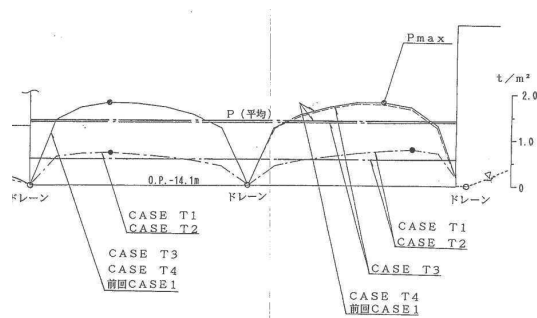 Pmax
t/m²
2.0
P(平均)
1.0
O.P.-14.1m
0
ドレーン
ドレーン
ドレーン
CASE T1
CASE T2
CASE T3
CASE T4
前回CASE1
CASE T1
CASE T2
CASE T3
CASE T4
前回CASE1